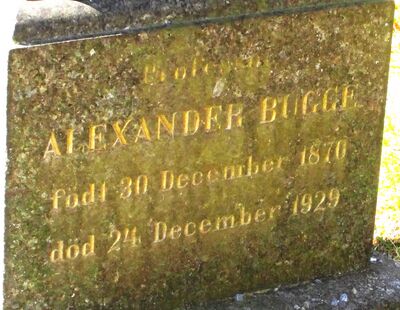 Professor
ALEXANDER BUGGE
født 30 December 1870
død 24 December 1929